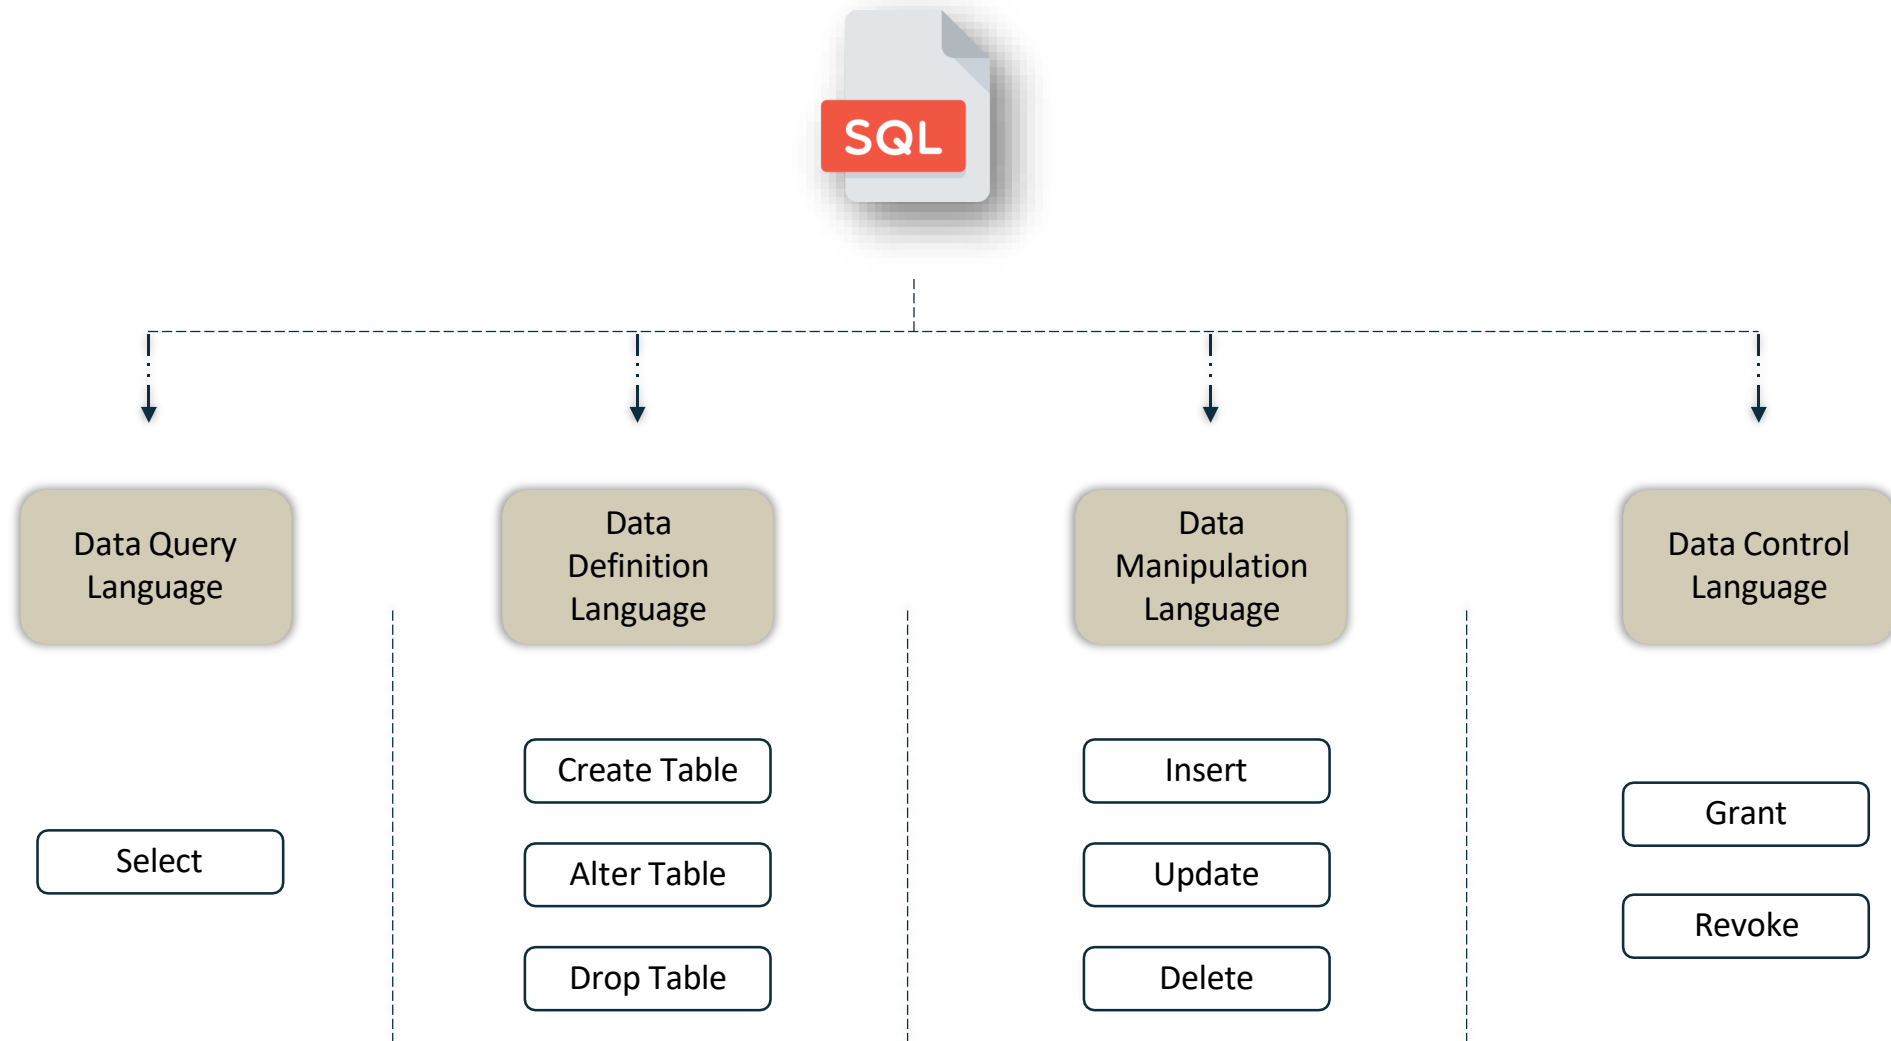 SQL
Data Query
Language
Data
Definition
Language
Data
Manipulation
Language
Data Control
Language
Select
Create Table
Alter Table
Drop Table
Insert
Update
Delete
Grant
Revoke